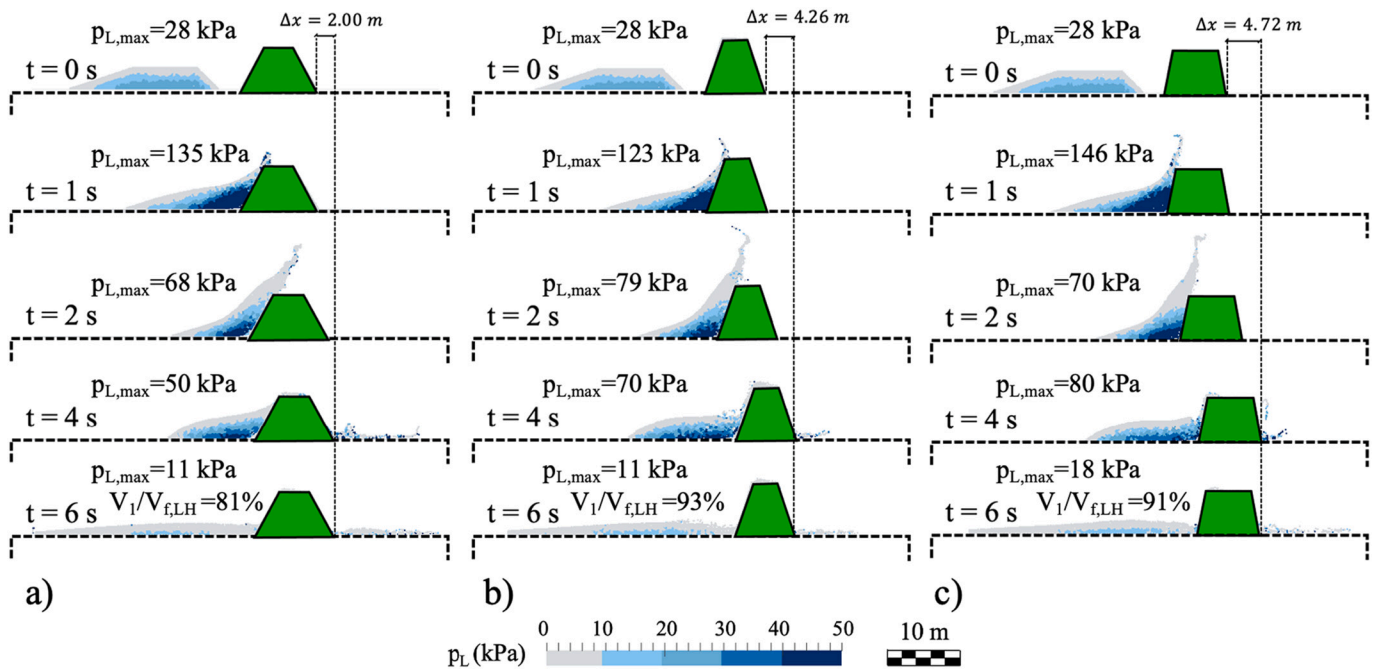 Δx = 2.00 m
p_L,max=28 kPa
t = 0 s
p_L,max=135 kPa
t = 1 s
p_L,max=68 kPa
t = 2 s
p_L,max=50 kPa
t = 4 s
p_L,max=11 kPa
V_1/V_f,LH=81%
t = 6 s
a)
Δx = 4.26 m
p_L,max=28 kPa
t = 0 s
p_L,max=123 kPa
t = 1 s
p_L,max=79 kPa
t = 2 s
p_L,max=70 kPa
t = 4 s
p_L,max=11 kPa
V_1/V_f,LH=93%
t = 6 s
b)
Δx = 4.72 m
p_L,max=28 kPa
t = 0 s
p_L,max=146 kPa
t = 1 s
p_L,max=70 kPa
t = 2 s
p_L,max=80 kPa
t = 4 s
p_L,max=18 kPa
V_1/V_f,LH=91%
t = 6 s
c)
0 10 20 30 40 50
p_L (kPa)
10 m